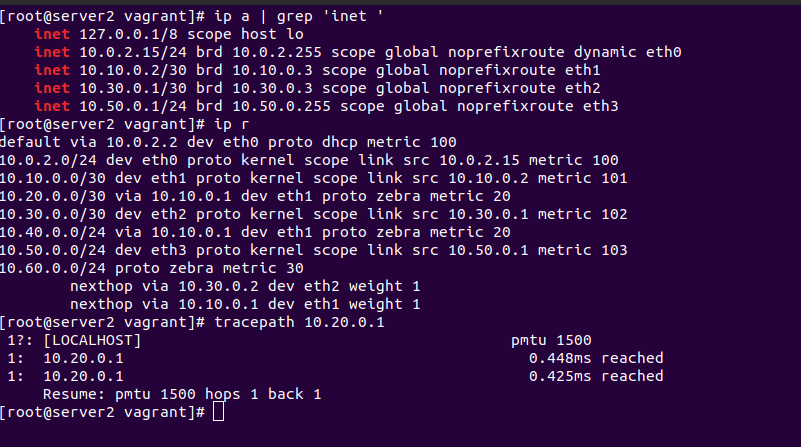 [root@server2 vagrant]# ip a | grep 'inet '
    inet 127.0.0.1/8 scope host lo
    inet 10.0.2.15/24 brd 10.0.2.255 scope global noprefixroute dynamic eth0
    inet 10.10.0.2/30 brd 10.10.0.3 scope global noprefixroute eth1
    inet 10.30.0.1/30 brd 10.30.0.3 scope global noprefixroute eth2
    inet 10.50.0.1/24 brd 10.50.0.255 scope global noprefixroute eth3
[root@server2 vagrant]# ip r
default via 10.0.2.2 dev eth0 proto dhcp metric 100
10.0.2.0/24 dev eth0 proto kernel scope link src 10.0.2.15 metric 100
10.10.0.0/30 dev eth1 proto kernel scope link src 10.10.0.2 metric 101
10.20.0.0/30 via 10.10.0.1 dev eth1 proto zebra metric 20
10.30.0.0/30 dev eth2 proto kernel scope link src 10.30.0.1 metric 102
10.40.0.0/24 via 10.10.0.1 dev eth1 proto zebra metric 20
10.50.0.0/24 dev eth3 proto kernel scope link src 10.50.0.1 metric 103
10.60.0.0/24 proto zebra metric 30
        nexthop via 10.30.0.2 dev eth2 weight 1
        nexthop via 10.10.0.1 dev eth1 weight 1
[root@server2 vagrant]# tracepath 10.20.0.1
 1?: [LOCALHOST]                                         pmtu 1500
 1:  10.20.0.1                                             0.448ms reached
 1:  10.20.0.1                                             0.425ms reached
     Resume: pmtu 1500 hops 1 back 1
[root@server2 vagrant]#